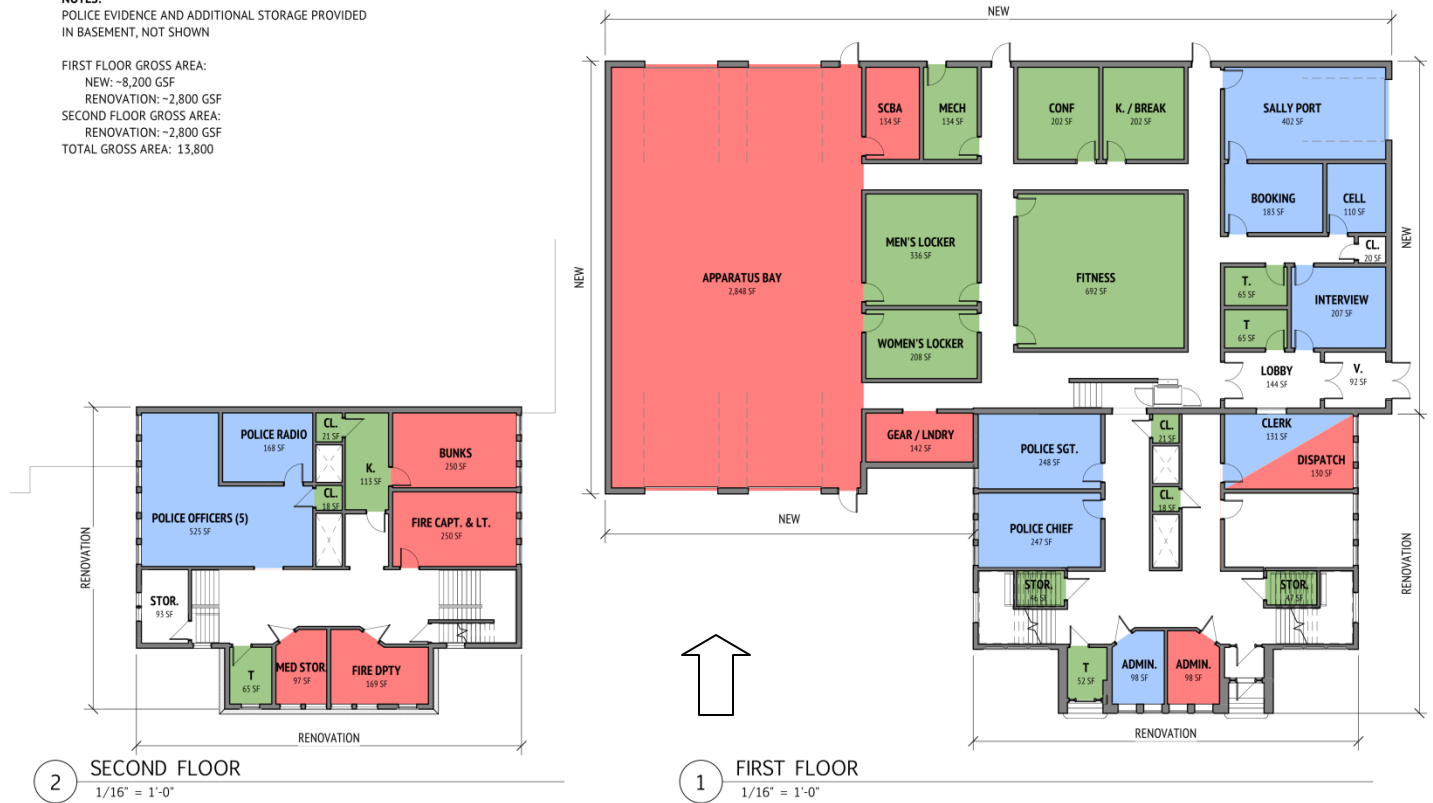 NOTES:
POLICE EVIDENCE AND ADDITIONAL STORAGE PROVIDED
IN BASEMENT, NOT SHOWN
FIRST FLOOR GROSS AREA:
NEW: ~8,200 GSF
RENOVATION: ~2,800 GSF
SECOND FLOOR GROSS AREA:
RENOVATION: ~2,800 GSF
TOTAL GROSS AREA: 13,800
RENOVATION
POLICE RADIO
168 SF
CL.
21 SF
K.
113 SF
BUNKS
250 SF
CL.
18 SF
POLICE OFFICERS (5)
525 SF
FIRE CAPT. & LT.
250 SF
STOR.
93 SF
T
65 SF
MED STOR.
97 SF
FIRE DPTY
169 SF
RENOVATION
2
SECOND FLOOR
1/16" = 1'-0"
NEW
NEW
SCBA
134 SF
MECH
134 SF
CONF
202 SF
K. / BREAK
202 SF
SALLY PORT
402 SF
BOOKING
183 SF
CELL
110 SF
NEW
MEN'S LOCKER
336 SF
CL.
20 SF
APPARATUS BAY
2,848 SF
FITNESS
692 SF
T.
65 SF
INTERVIEW
207 SF
T
65 SF
WOMEN'S LOCKER
208 SF
LOBBY
144 SF
V.
92 SF
GEAR / LNDRY
142 SF
POLICE SGT.
248 SF
CL.
21 SF
CLERK
131 SF
DISPATCH
130 SF
CL.
18 SF
NEW
POLICE CHIEF
247 SF
RENOVATION
STOR.
46 SF
STOR.
47 SF
T
52 SF
ADMIN.
98 SF
ADMIN.
98 SF
RENOVATION
1
FIRST FLOOR
1/16" = 1'-0"